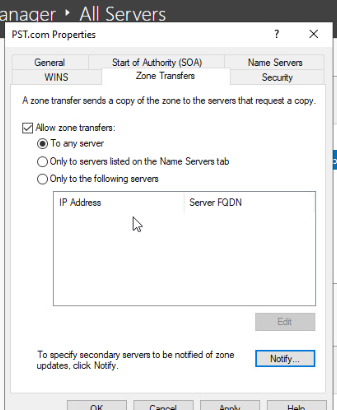 anager ‣ All Servers
PST.com Properties
?
General Start of Authority (SOA) Name Servers
WINS Zone Transfers Security
A zone transfer sends a copy of the zone to the servers that request a copy.
Allow zone transfers:
To any server
Only to servers listed on the Name Servers tab
Only to the following servers
IP Address Server FQDN
Edit
To specify secondary servers to be notified of zone
updates, click Notify.
Notify...
OK Cancel Apply Help